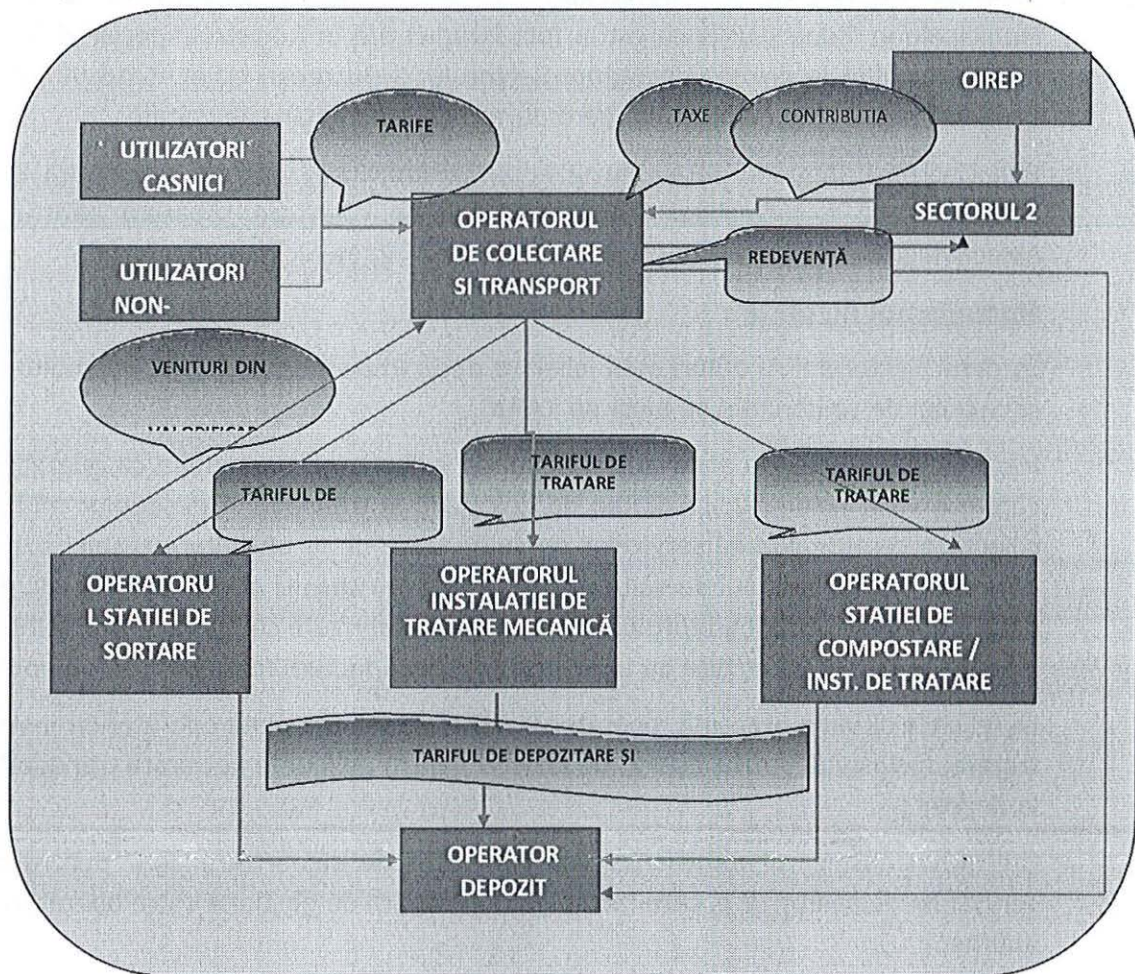 OIREP
TARIFE
TAXE
CONTRIBUTIA
UTILIZATORI
CASNICI
OPERATORUL
DE COLECTARE
SI TRANSPORT
SECTORUL 2
REDEVENȚĂ
UTILIZATORI
NON-
VENITURI DIN
TARIFUL DE
TARIFUL DE
TRATARE
TARIFUL DE
TRATARE
OPERATORU
L STATIEI DE
SORTARE
OPERATORUL
INSTALATIEI DE
TRATARE MECANICĂ
OPERATORUL
STATIEI DE
COMPOSTARE /
INST. DE TRATARE
TARIFUL DE DEPOZITARE ȘI
OPERATOR
DEPOZIT